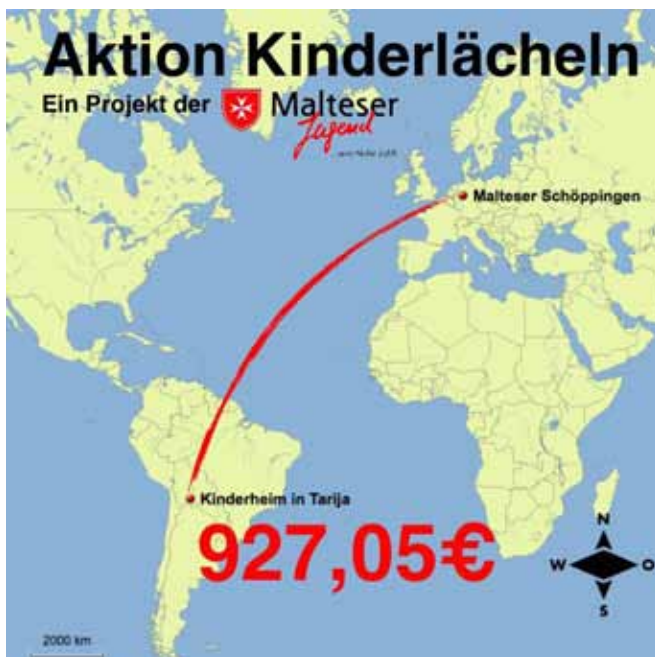 Aktion Kinderlächeln
Ein Projekt der Malteser
Jugend
Malteser Schöppingen
Kinderheim in Tarija
927,05€
N
W O
S
2000 km